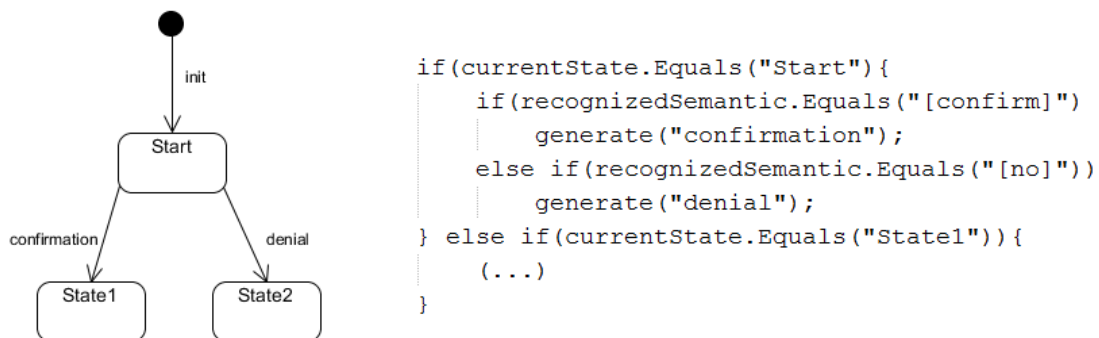 init
Start
confirmation
denial
State1
State2
if(currentState.Equals("Start"){
if(recognizedSemantic.Equals("[confirm]")
generate("confirmation");
else if(recognizedSemantic.Equals("[no]"))
generate("denial");
} else if(currentState.Equals("State1")){
(...)
}